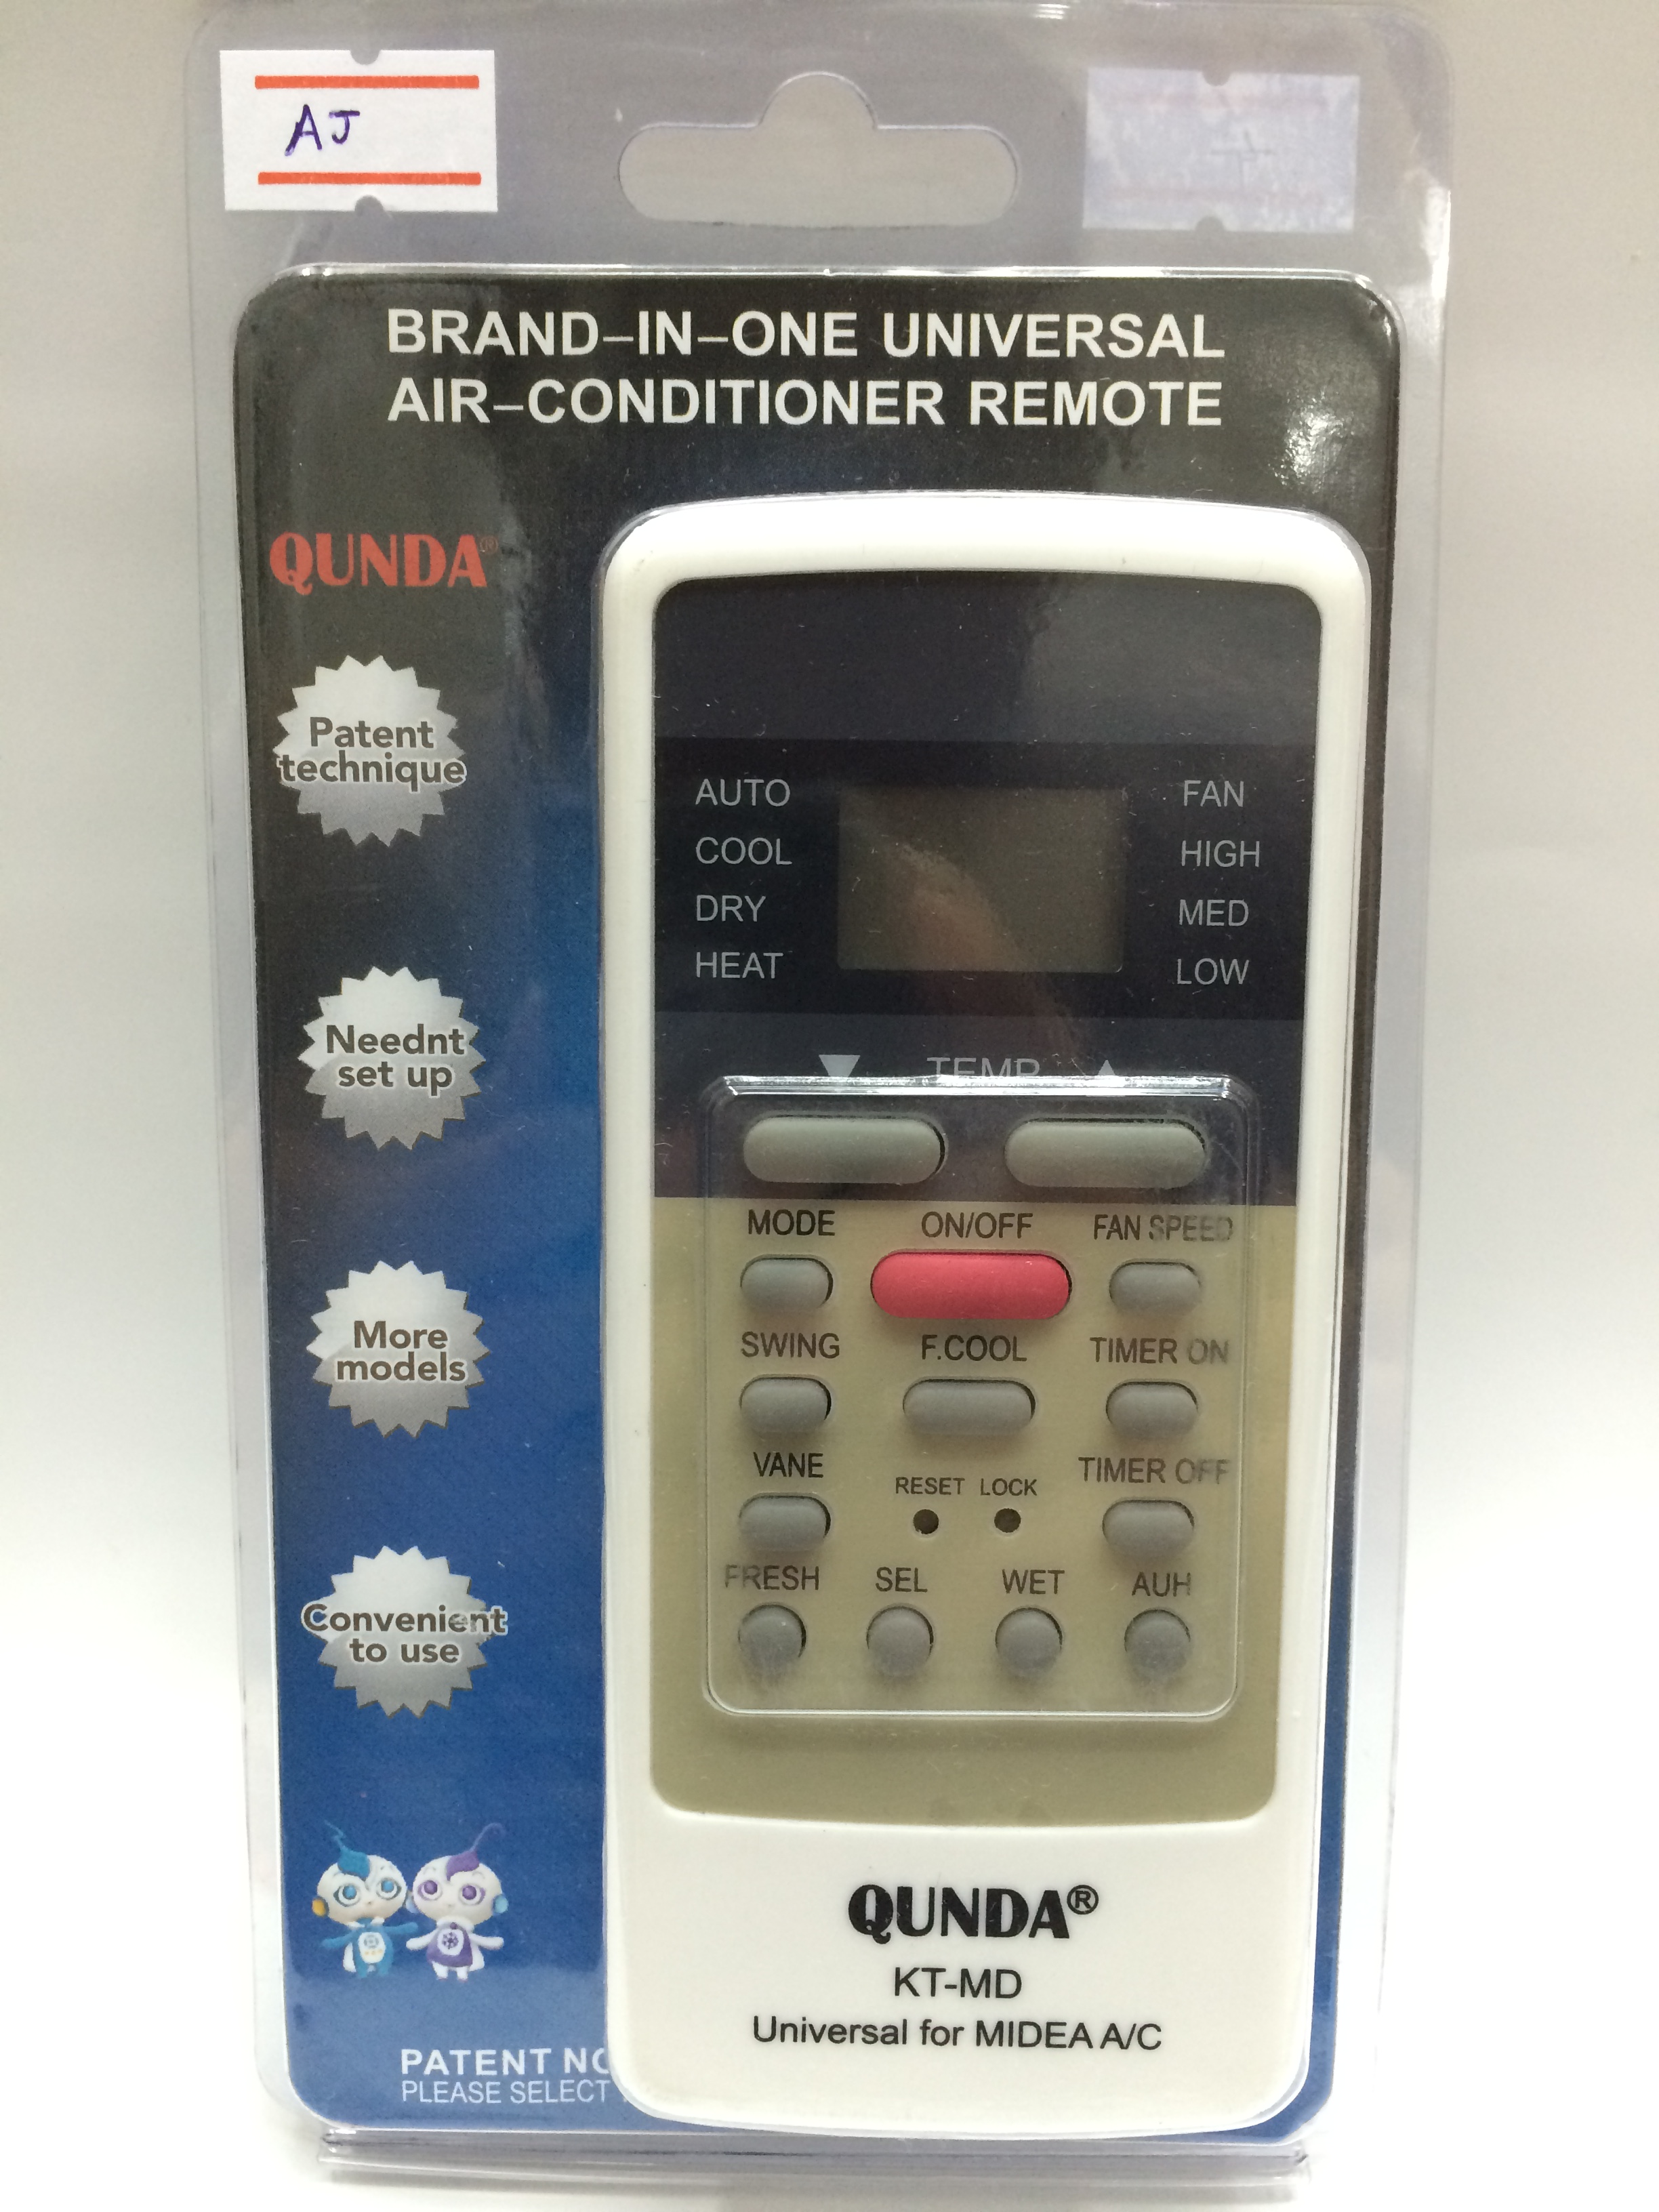 AJ
BRAND-IN-ONE UNIVERSAL
AIR-CONDITIONER REMOTE
QUNDA®
Patent
technique
Neednt
set up
More
models
Convenient
to use
PATENT NO
PLEASE SELECT
AUTO
COOL
DRY
HEAT
FAN
HIGH
MED
LOW
▼ TEMP ▲
MODE ON/OFF FAN SPEED
SWING F.COOL TIMER ON
VANE RESET LOCK TIMER OFF
FRESH SEL WET AUH
QUNDA®
KT-MD
Universal for MIDEA A/C